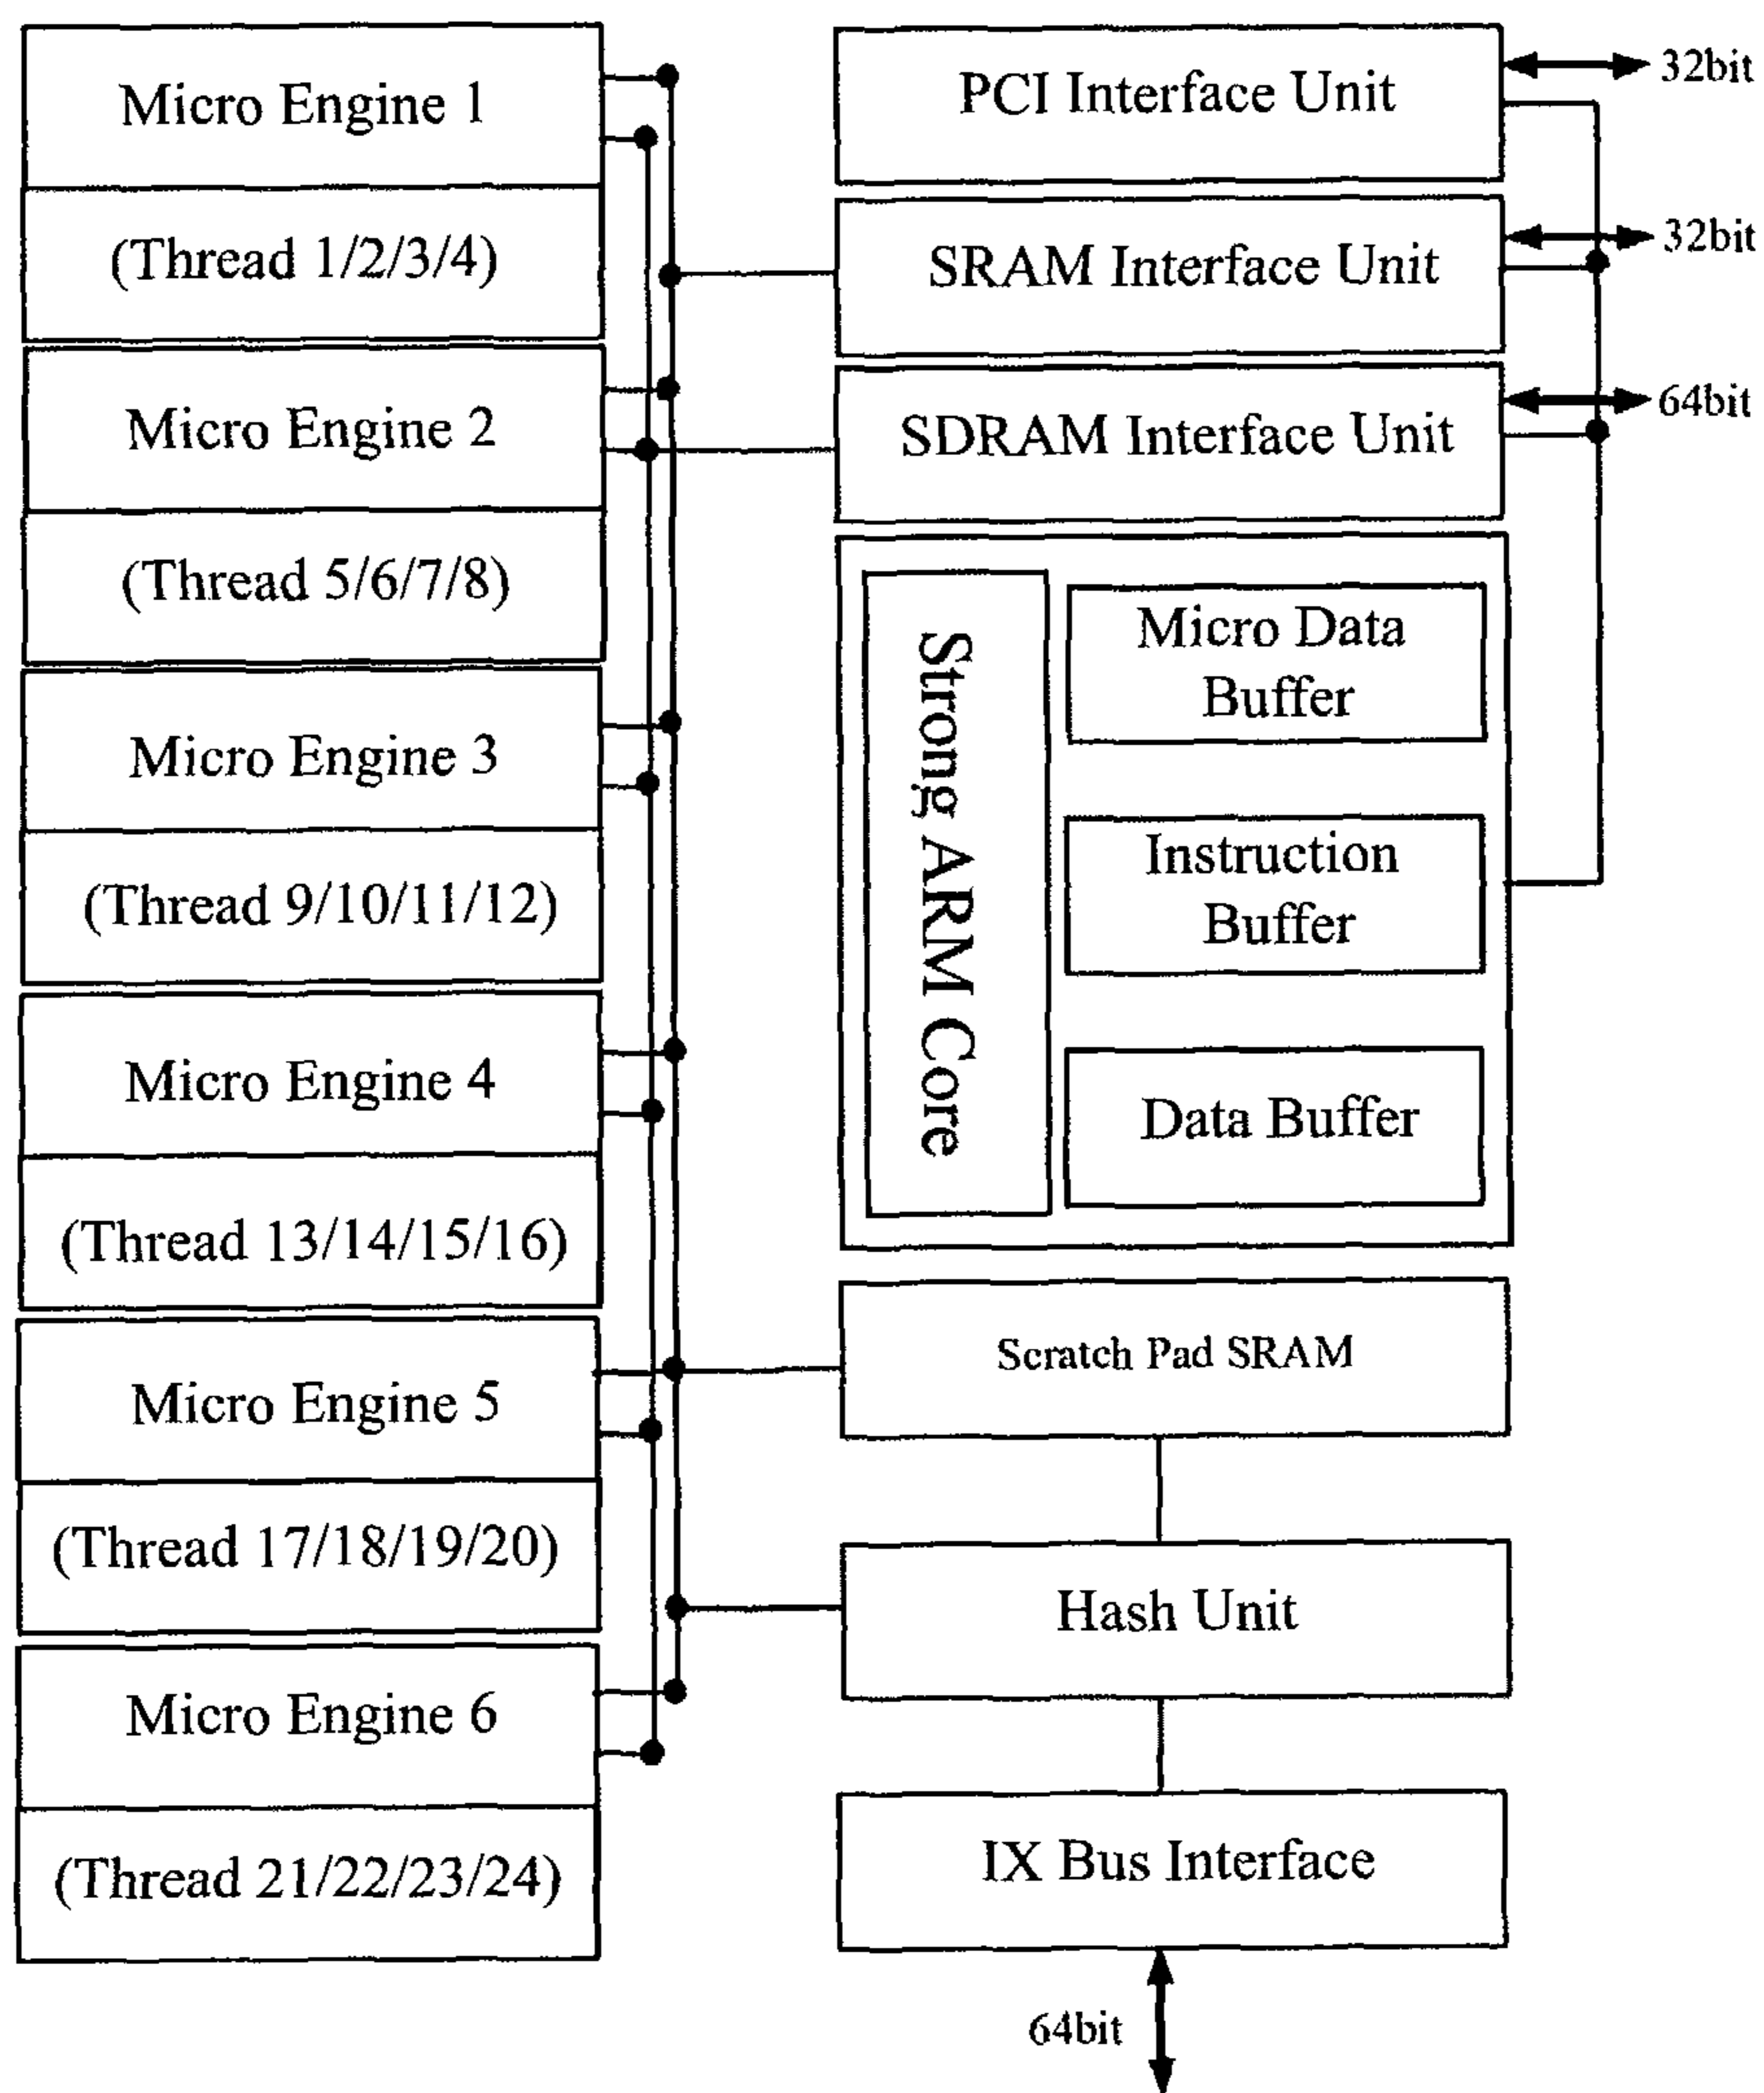 Micro Engine 1
(Thread 1/2/3/4)
Micro Engine 2
(Thread 5/6/7/8)
Micro Engine 3
(Thread 9/10/11/12)
Micro Engine 4
(Thread 13/14/15/16)
Micro Engine 5
(Thread 17/18/19/20)
Micro Engine 6
(Thread 21/22/23/24)
PCI Interface Unit
32bit
SRAM Interface Unit
32bit
SDRAM Interface Unit
64bit
Strong ARM Core
Micro Data
Buffer
Instruction
Buffer
Data Buffer
Scratch Pad SRAM
Hash Unit
IX Bus Interface
64bit